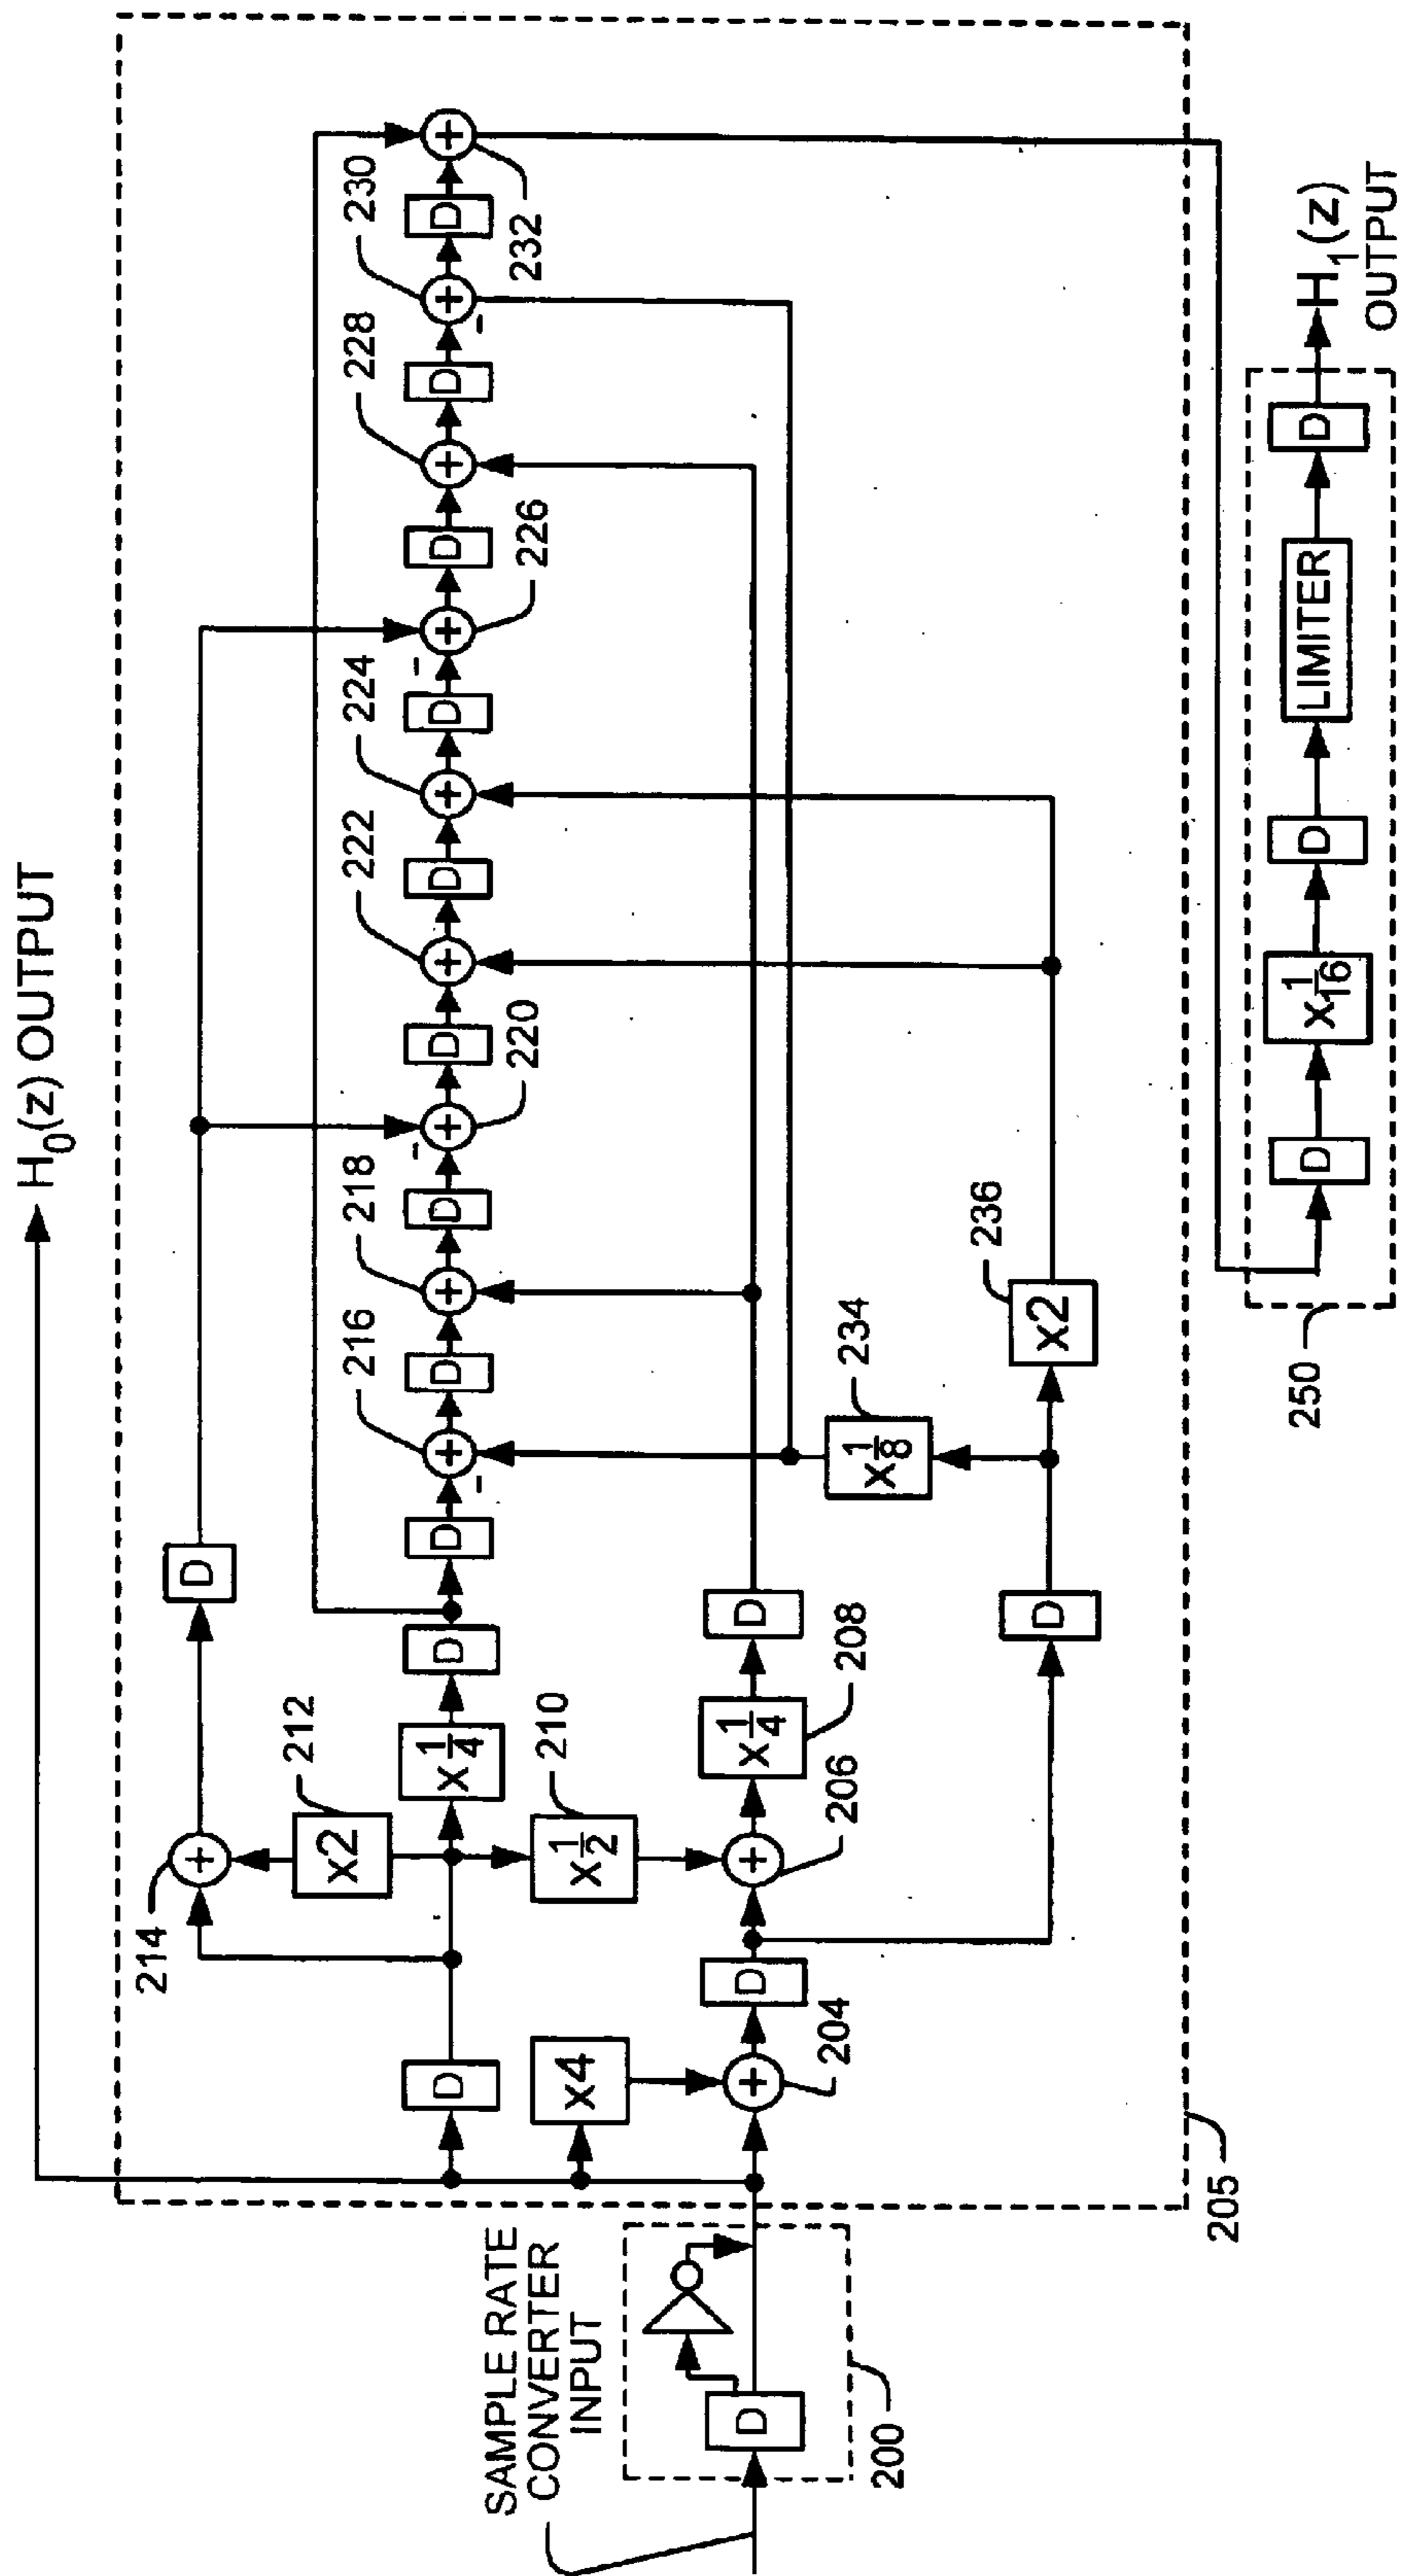 H0(z) OUTPUT
SAMPLE RATE
CONVERTER
INPUT
D
200
205
D
x4
+
204
D
214
+
x2
212
x1/2
210
+
206
x1/4
D
x1/4
208
D
D
D
D
+
216
D
+
218
D
+
220
D
+
222
D
+
224
D
+
226
D
+
228
D
+
230
D
+
232
-
-
-
-
x1/8
234
x2
236
250
D
x1/16
D
LIMITER
D
H1(z)
OUTPUT